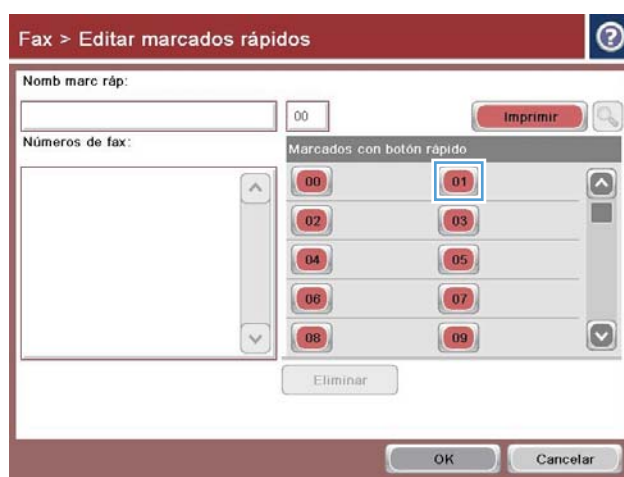 Fax > Editar marcados rápidos
?
Nomb marc ráp:
00
Imprimir
Números de fax:
Marcados con botón rápido
00 01
02 03
04 05
06 07
08 09
Eliminar
OK Cancelar